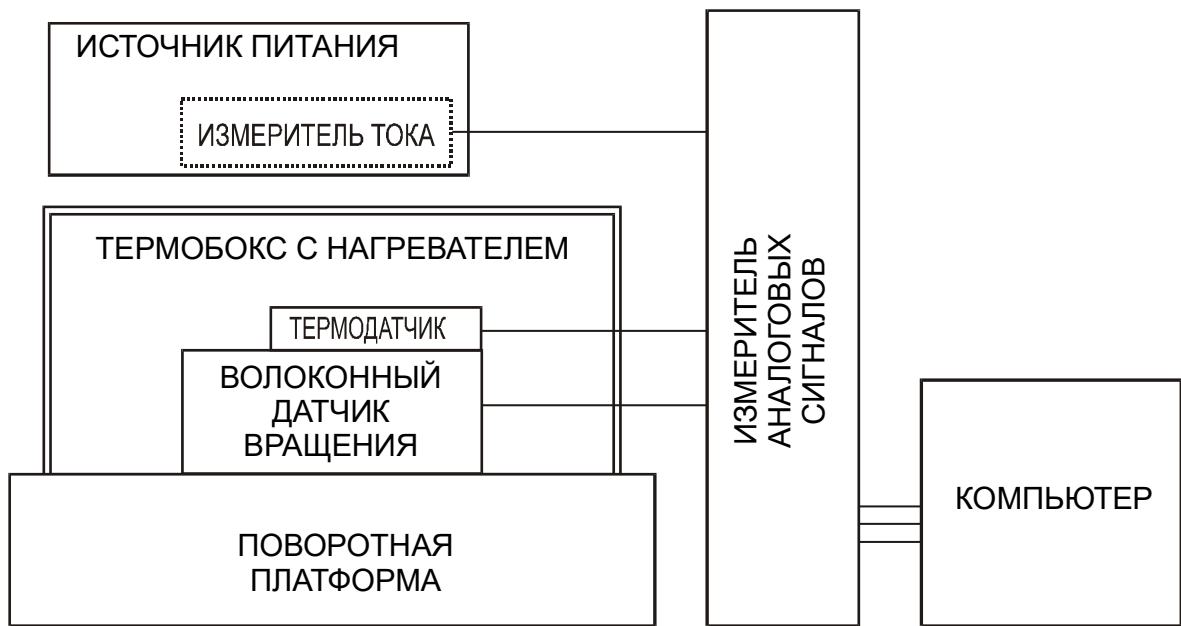 ИСТОЧНИК ПИТАНИЯ
ИЗМЕРИТЕЛЬ ТОКА
ТЕРМОБОКС С НАГРЕВАТЕЛЕМ
ТЕРМОДАТЧИК
ВОЛОКОННЫЙ
ДАТЧИК
ВРАЩЕНИЯ
ПОВОРОТНАЯ
ПЛАТФОРМА
ИЗМЕРИТЕЛЬ
АНАЛОГОВЫХ
СИГНАЛОВ
КОМПЬЮТЕР